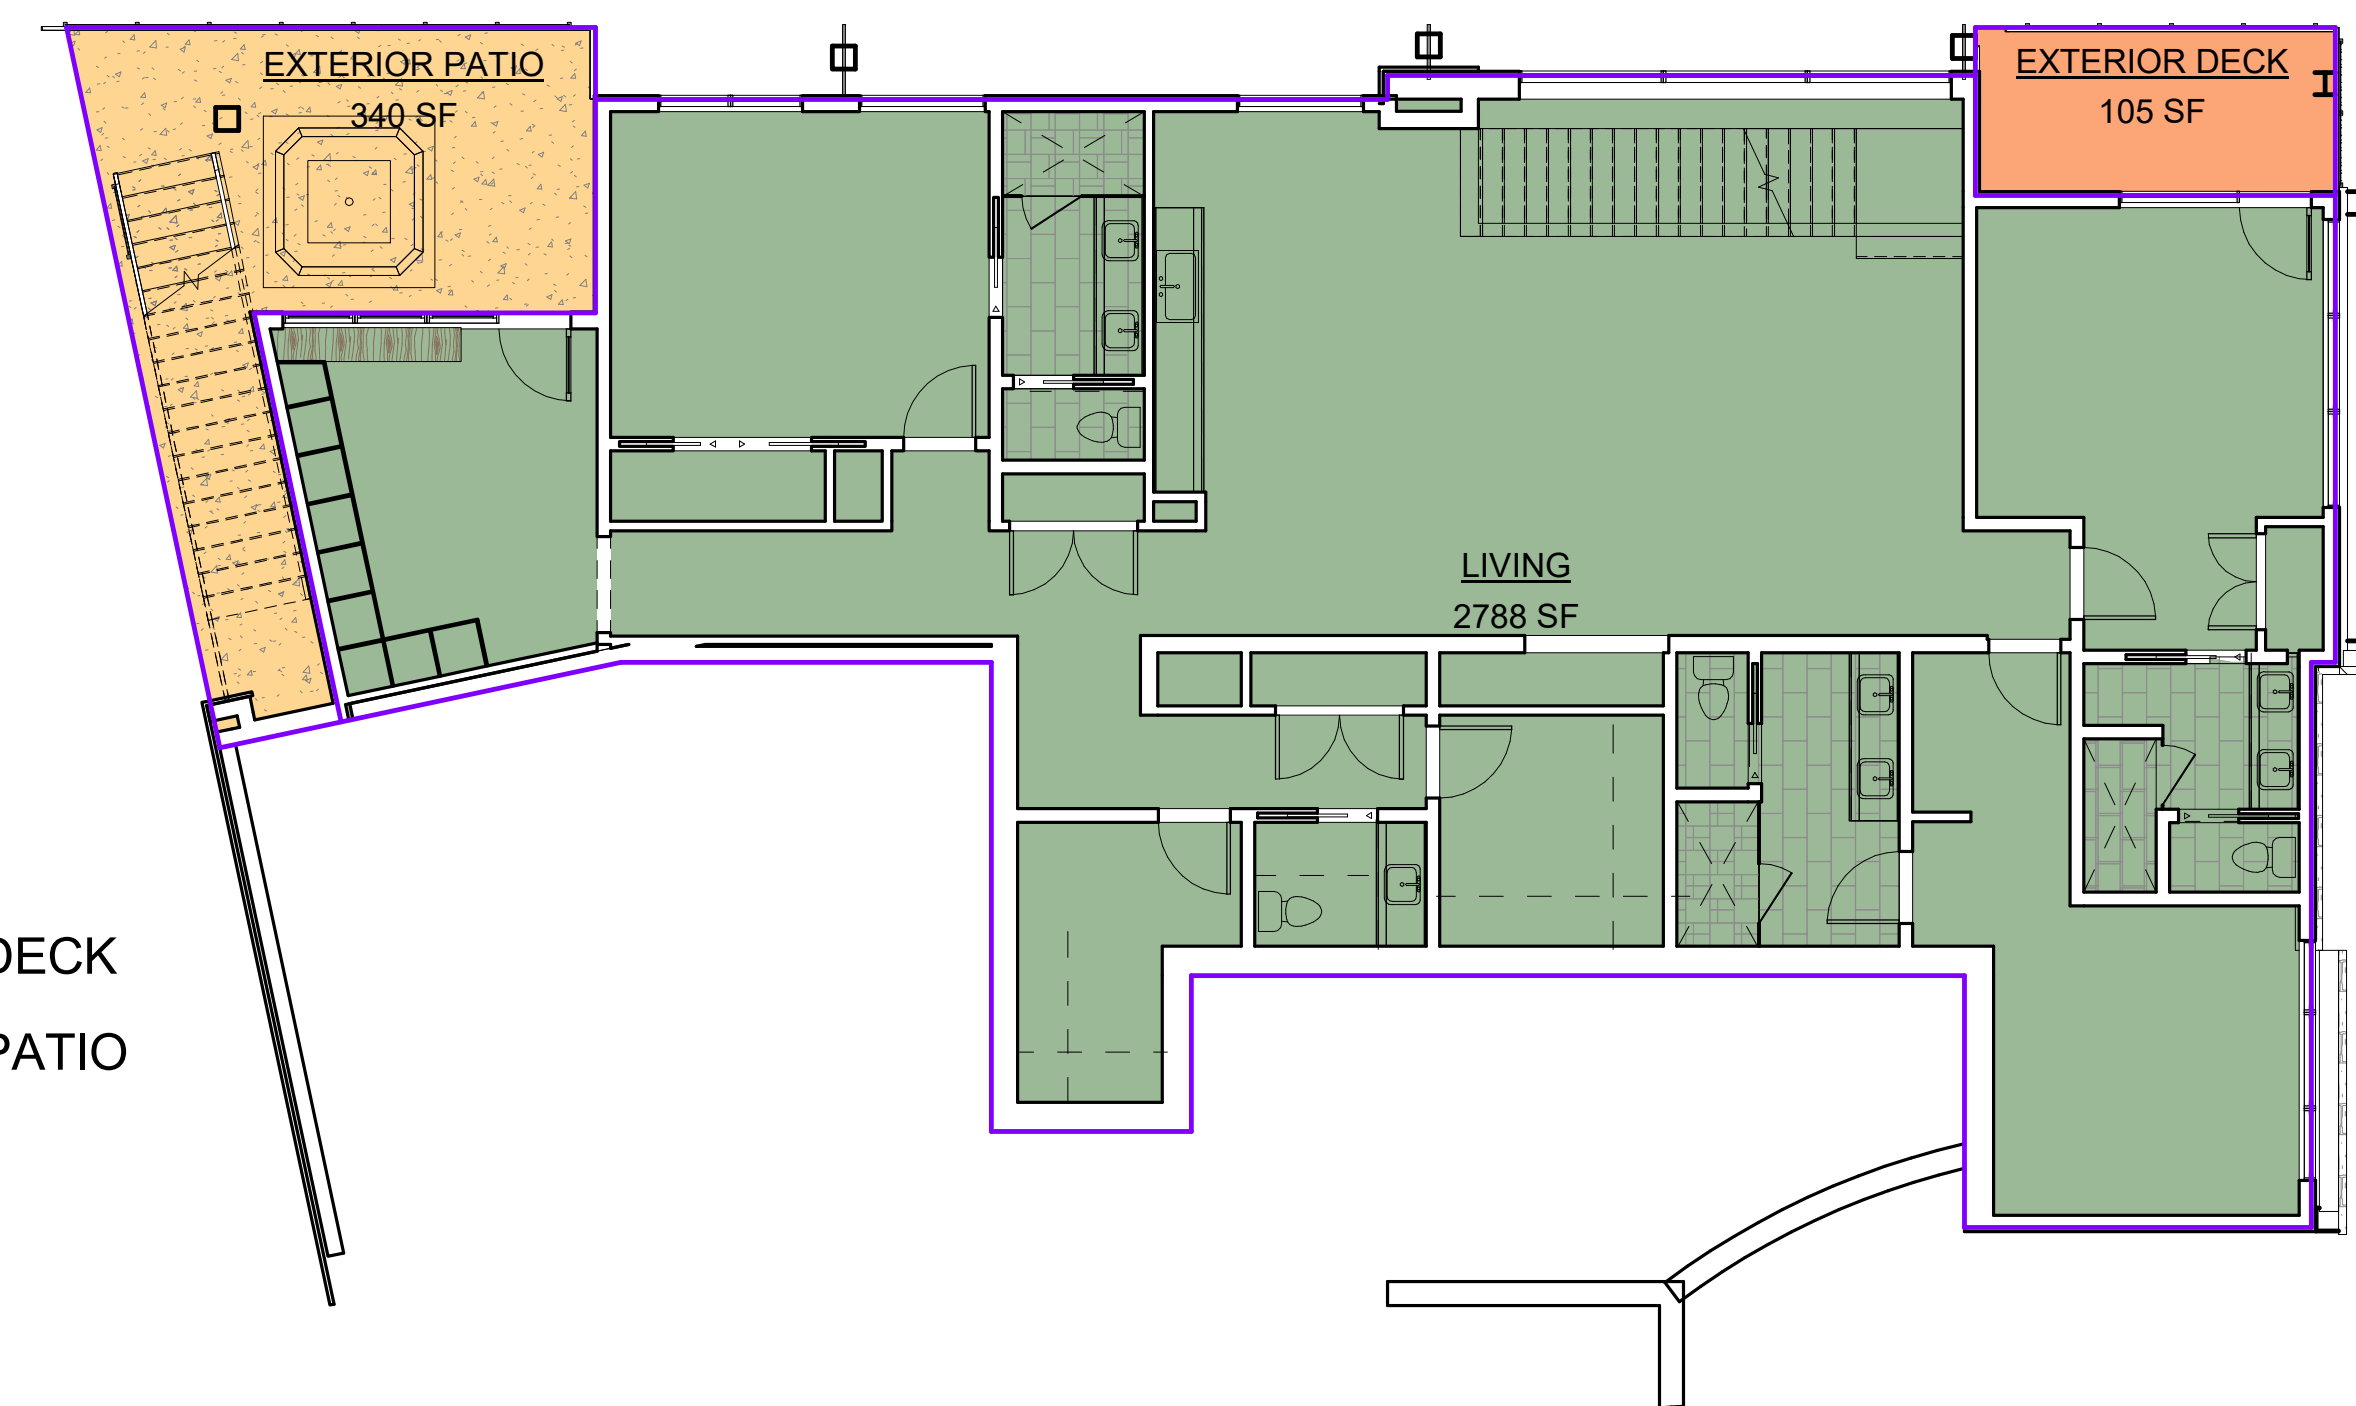 EXTERIOR PATIO
340 SF
EXTERIOR DECK
105 SF
LIVING
2788 SF
DECK
PATIO